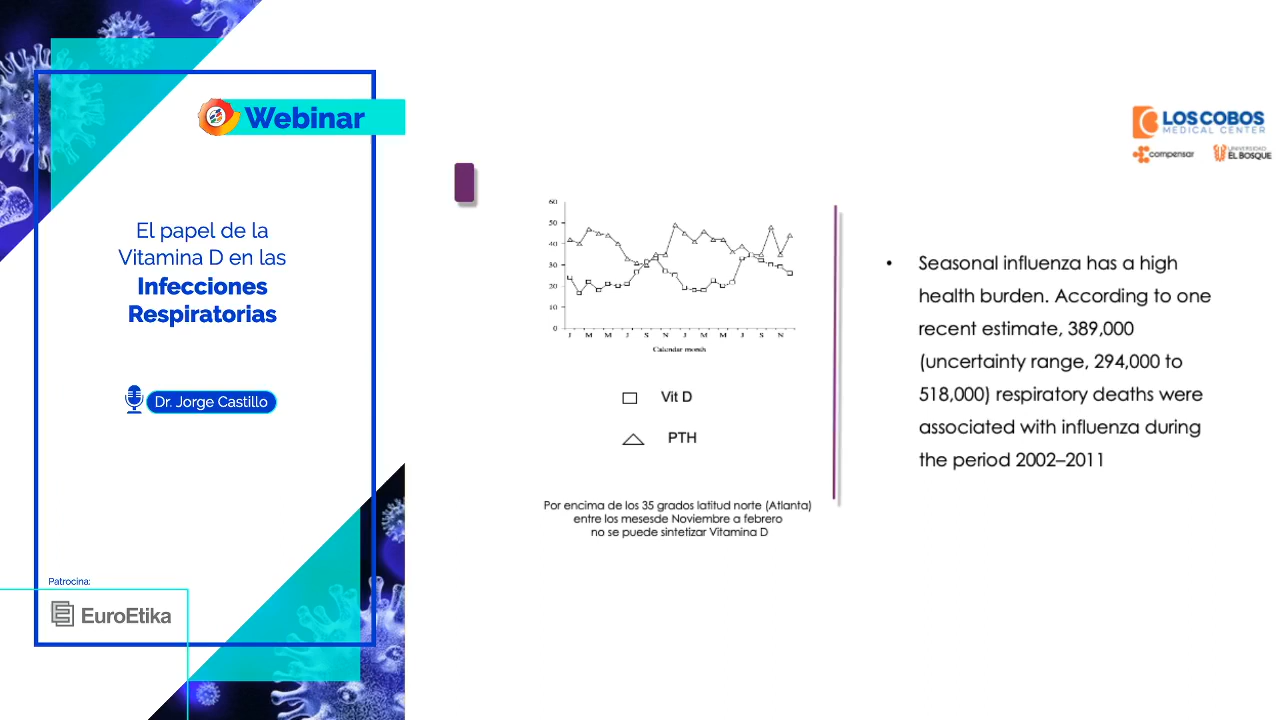 Webinar
El papel de la
Vitamina D en las
Infecciones
Respiratorias
Dr. Jorge Castillo
Patrocina:
EuroEtika
LOS COBOS
MEDICAL CENTER
compensar
UNIVERSIDAD
EL BOSQUE
60
50
40
30
20
10
0
J M M J S N J M M J S N
Calendar month
Vit D
PTH
Por encima de los 35 grados latitud norte (Atlanta)
entre los mesesde Noviembre a febrero
no se puede sintetizar Vitamina D
• Seasonal influenza has a high
health burden. According to one
recent estimate, 389,000
(uncertainty range, 294,000 to
518,000) respiratory deaths were
associated with influenza during
the period 2002–2011